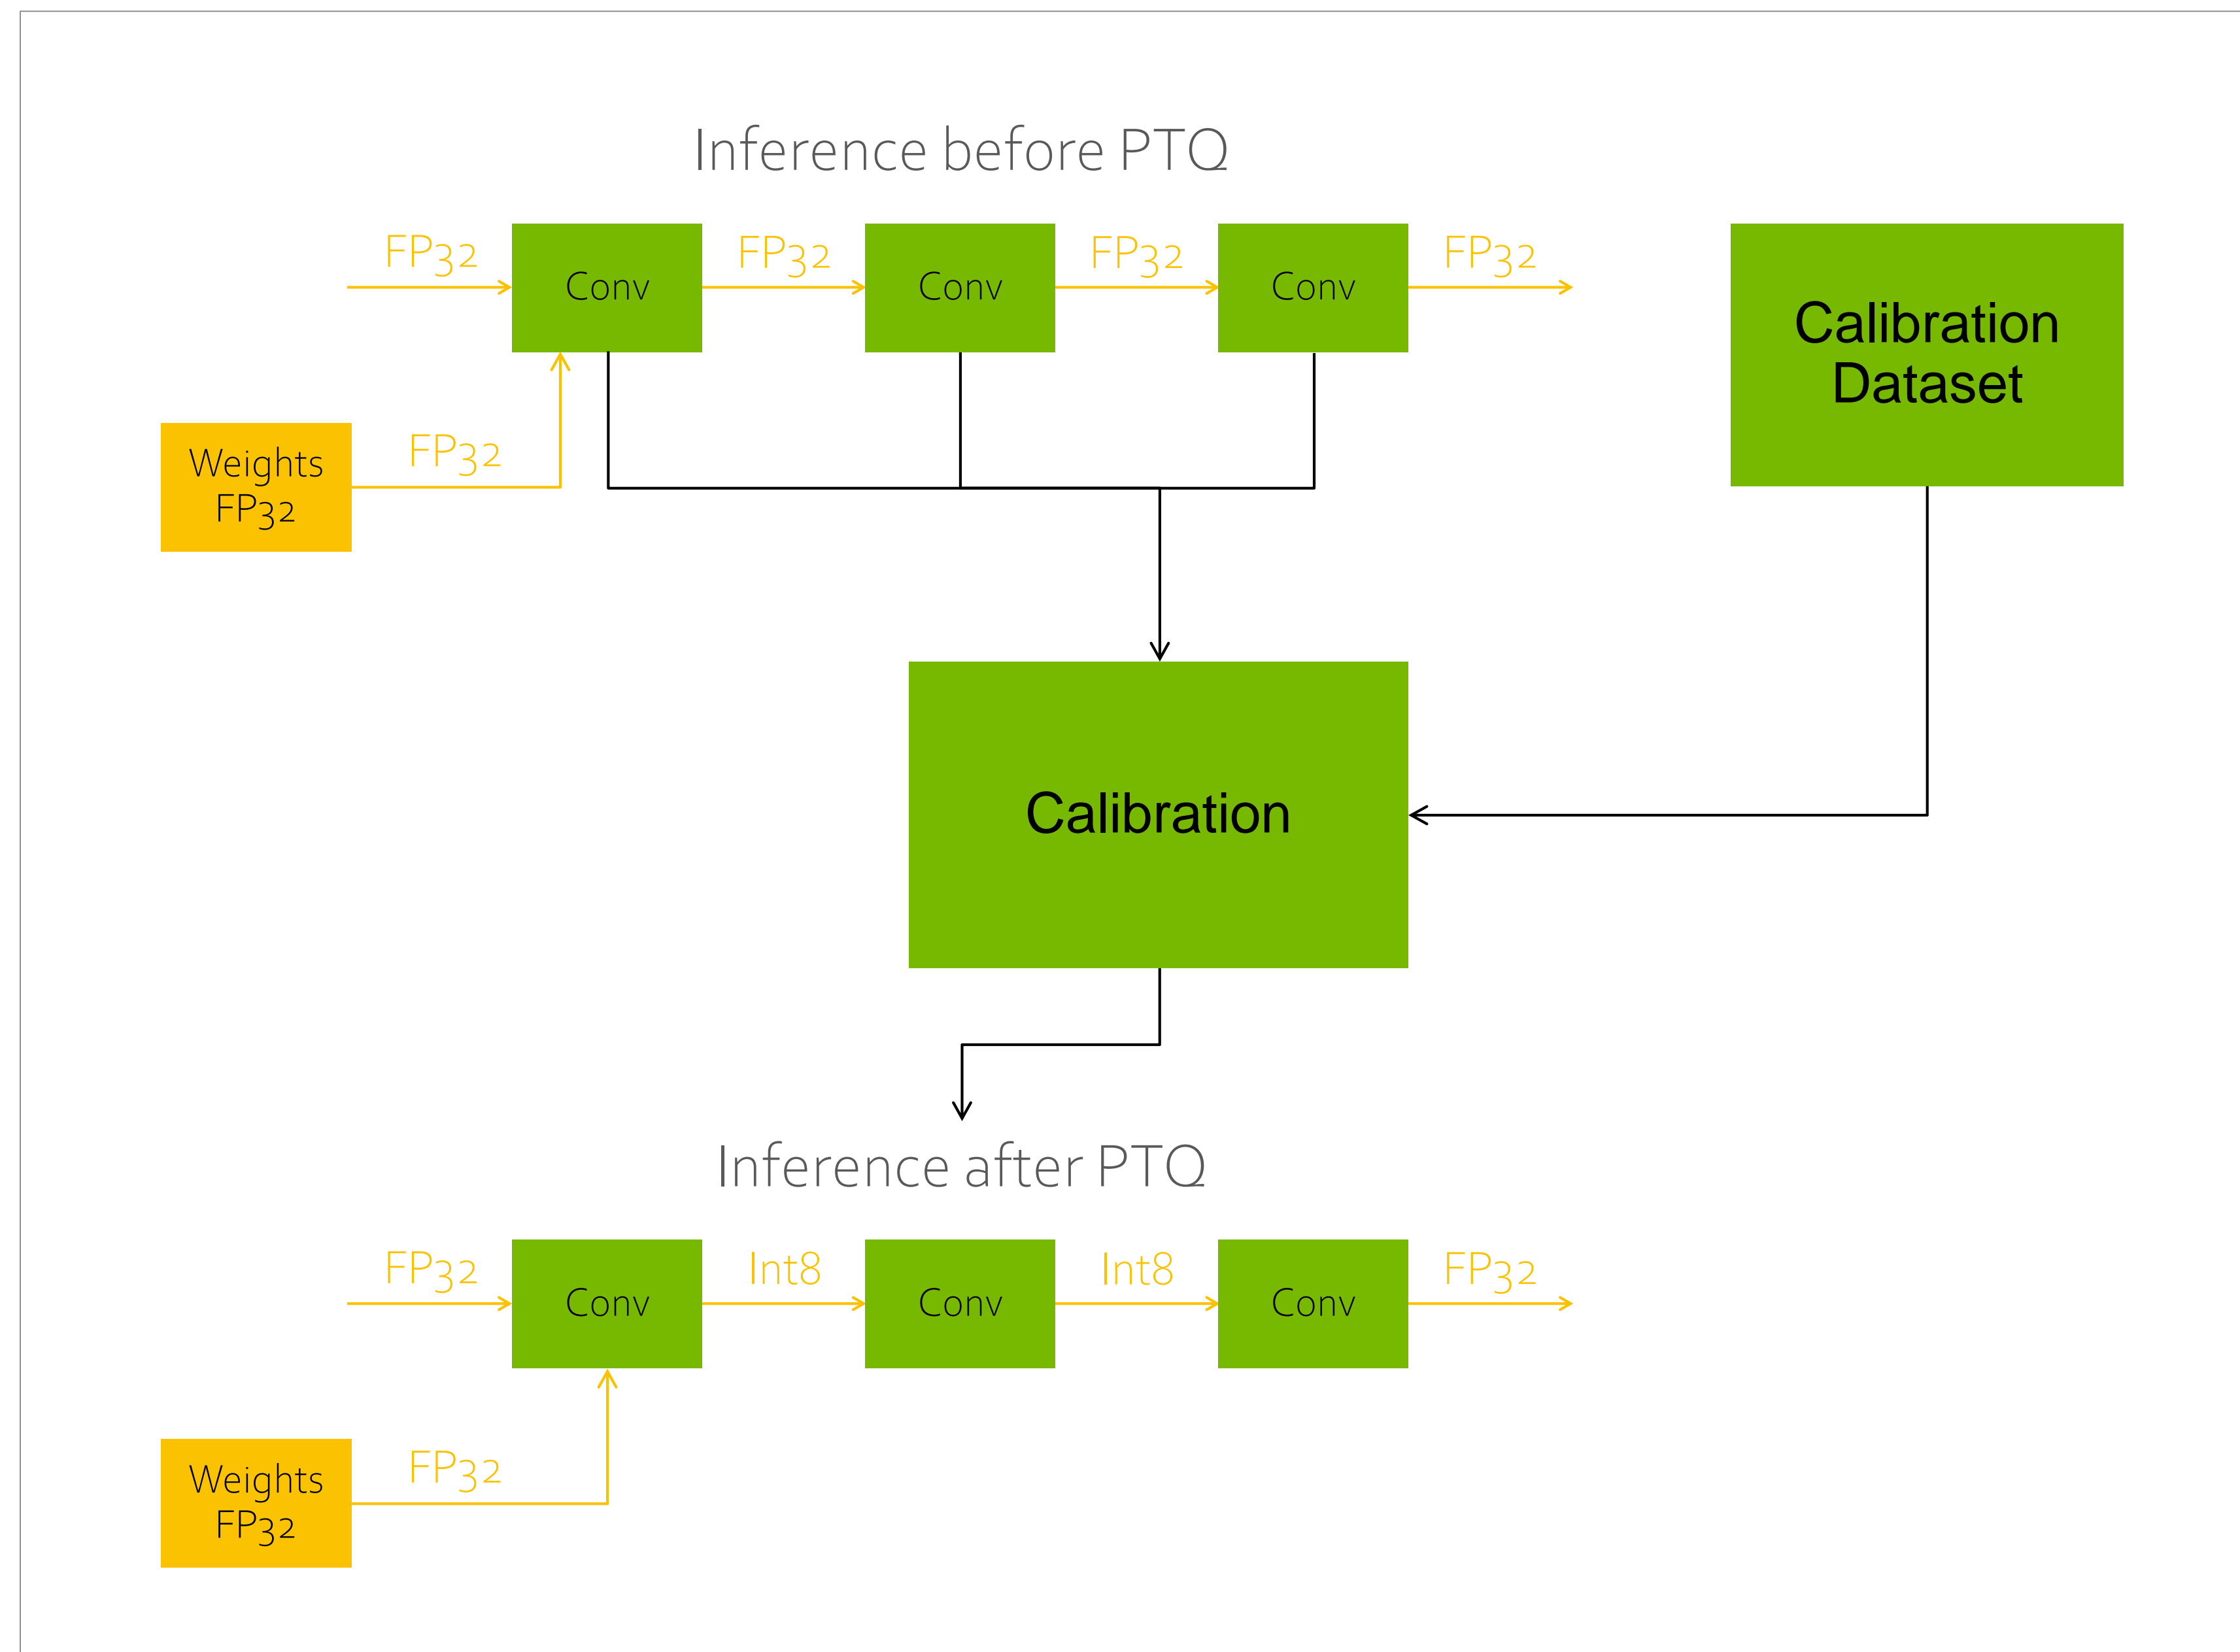 Inference before PTQ
FP32
FP32
FP32
FP32
Conv
Conv
Conv
Calibration
Dataset
Weights
FP32
FP32
Calibration
Inference after PTQ
FP32
Int8
Int8
FP32
Conv
Conv
Conv
Weights
FP32
FP32